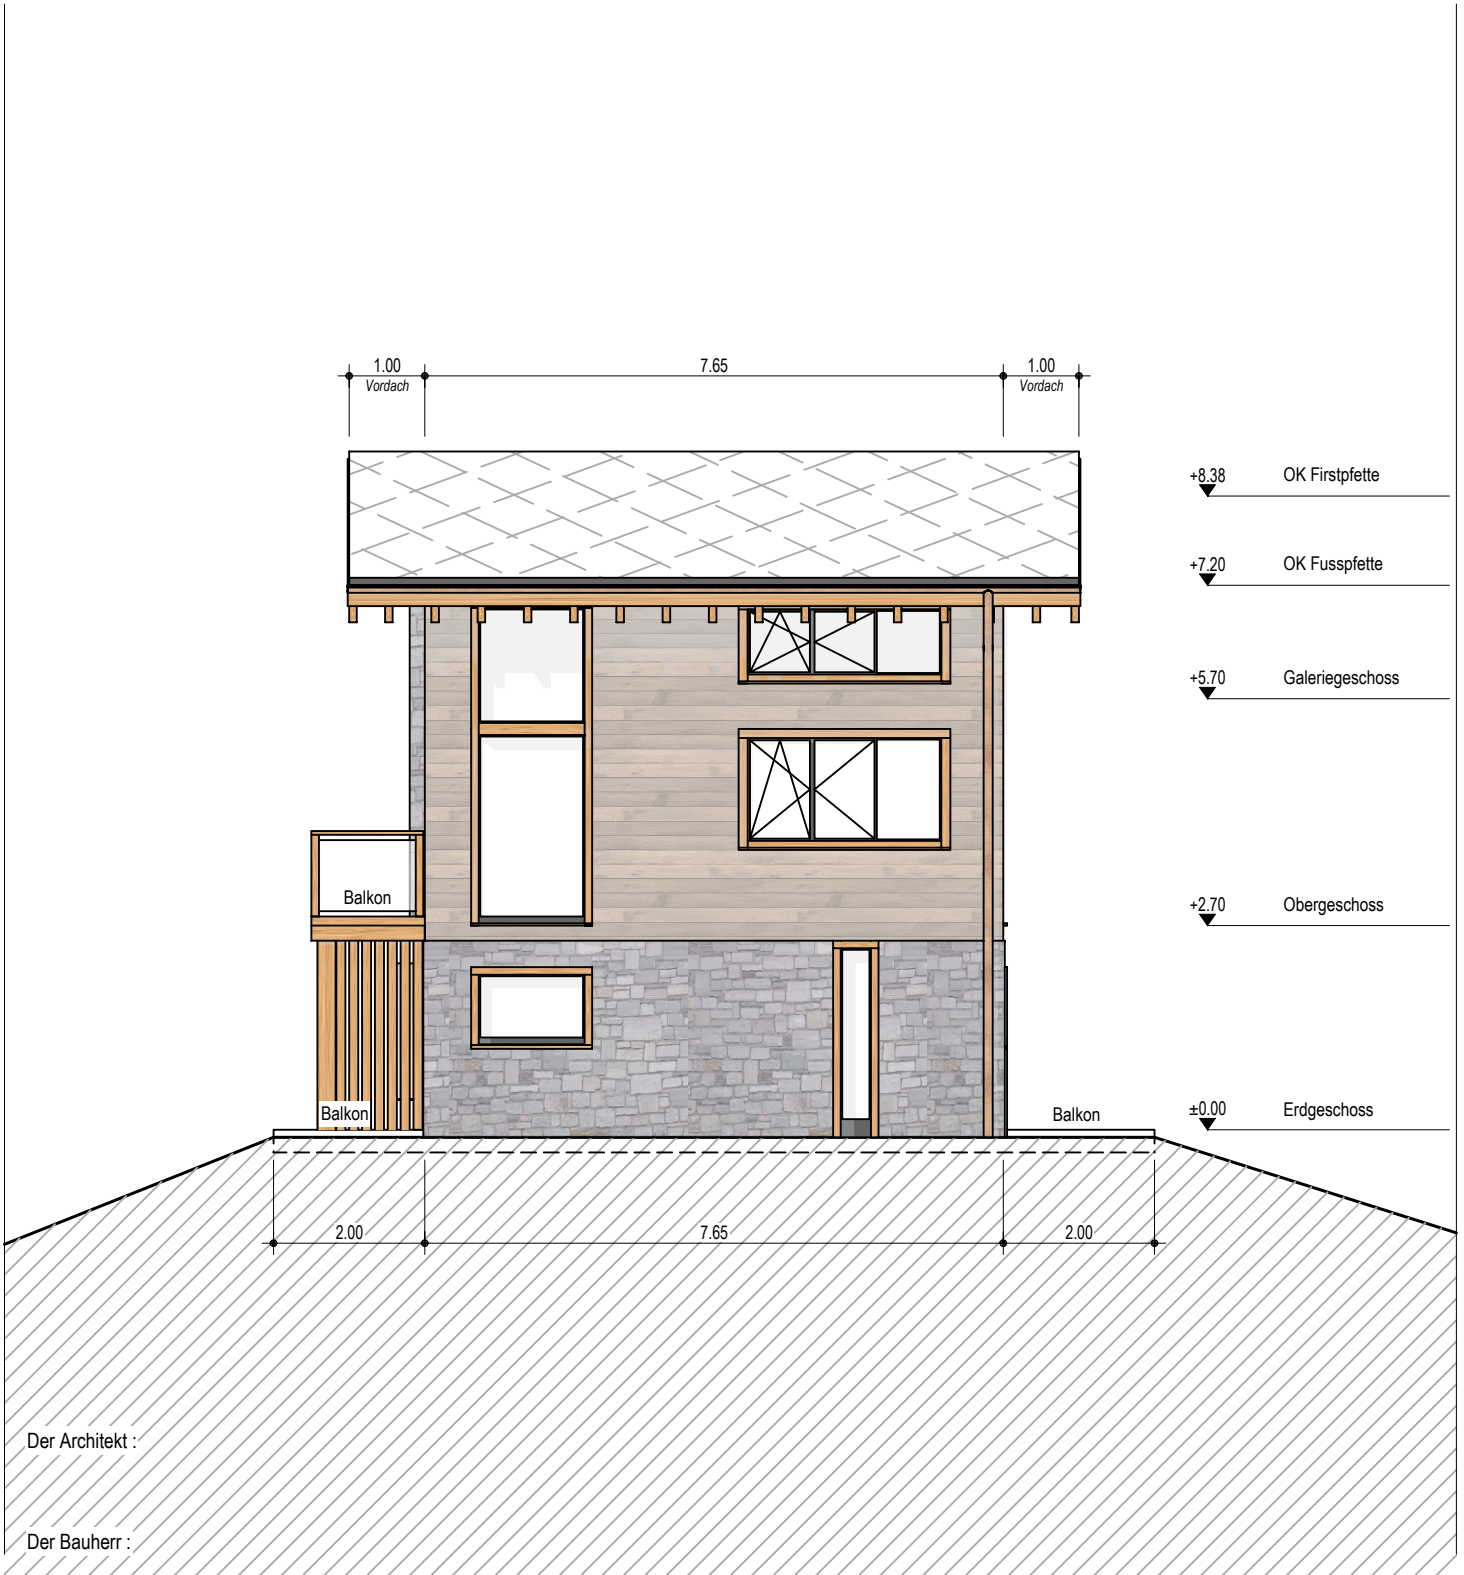 1.00 7.65 1.00
Vordach Vordach
+8.38 OK Firstpfette
+7.20 OK Fusspfette
+5.70 Galeriegeschoss
Balkon
+2.70 Obergeschoss
Balkon
Balkon
±0.00 Erdgeschoss
2.00 7.65 2.00
Der Architekt :
Der Bauherr :